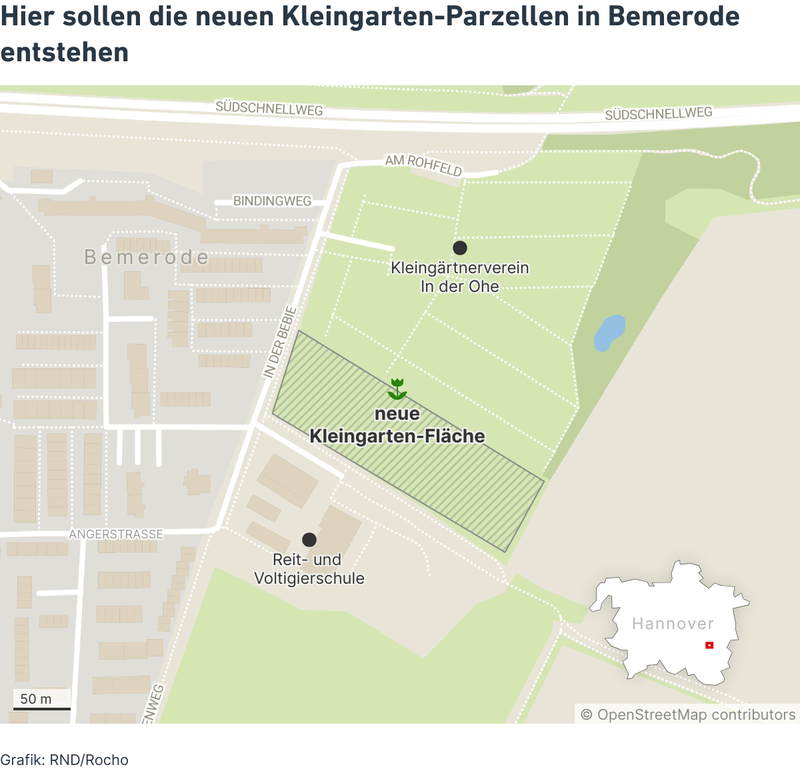 Hier sollen die neuen Kleingarten-Parzellen in Bemerode
entstehen
SÜDSCHNELLWEG
SÜDSCHNELLWEG
AM ROHFELD
BINDINGWEG
Bemerode
Kleingärtnerverein
In der Ohe
IN DER BEBIE
neue
Kleingarten-Fläche
ANGERSTRASSE
Reit- und
Voltigierschule
Hannover
ENWEG
50 m
© OpenStreetMap contributors
Grafik: RND/Rocho